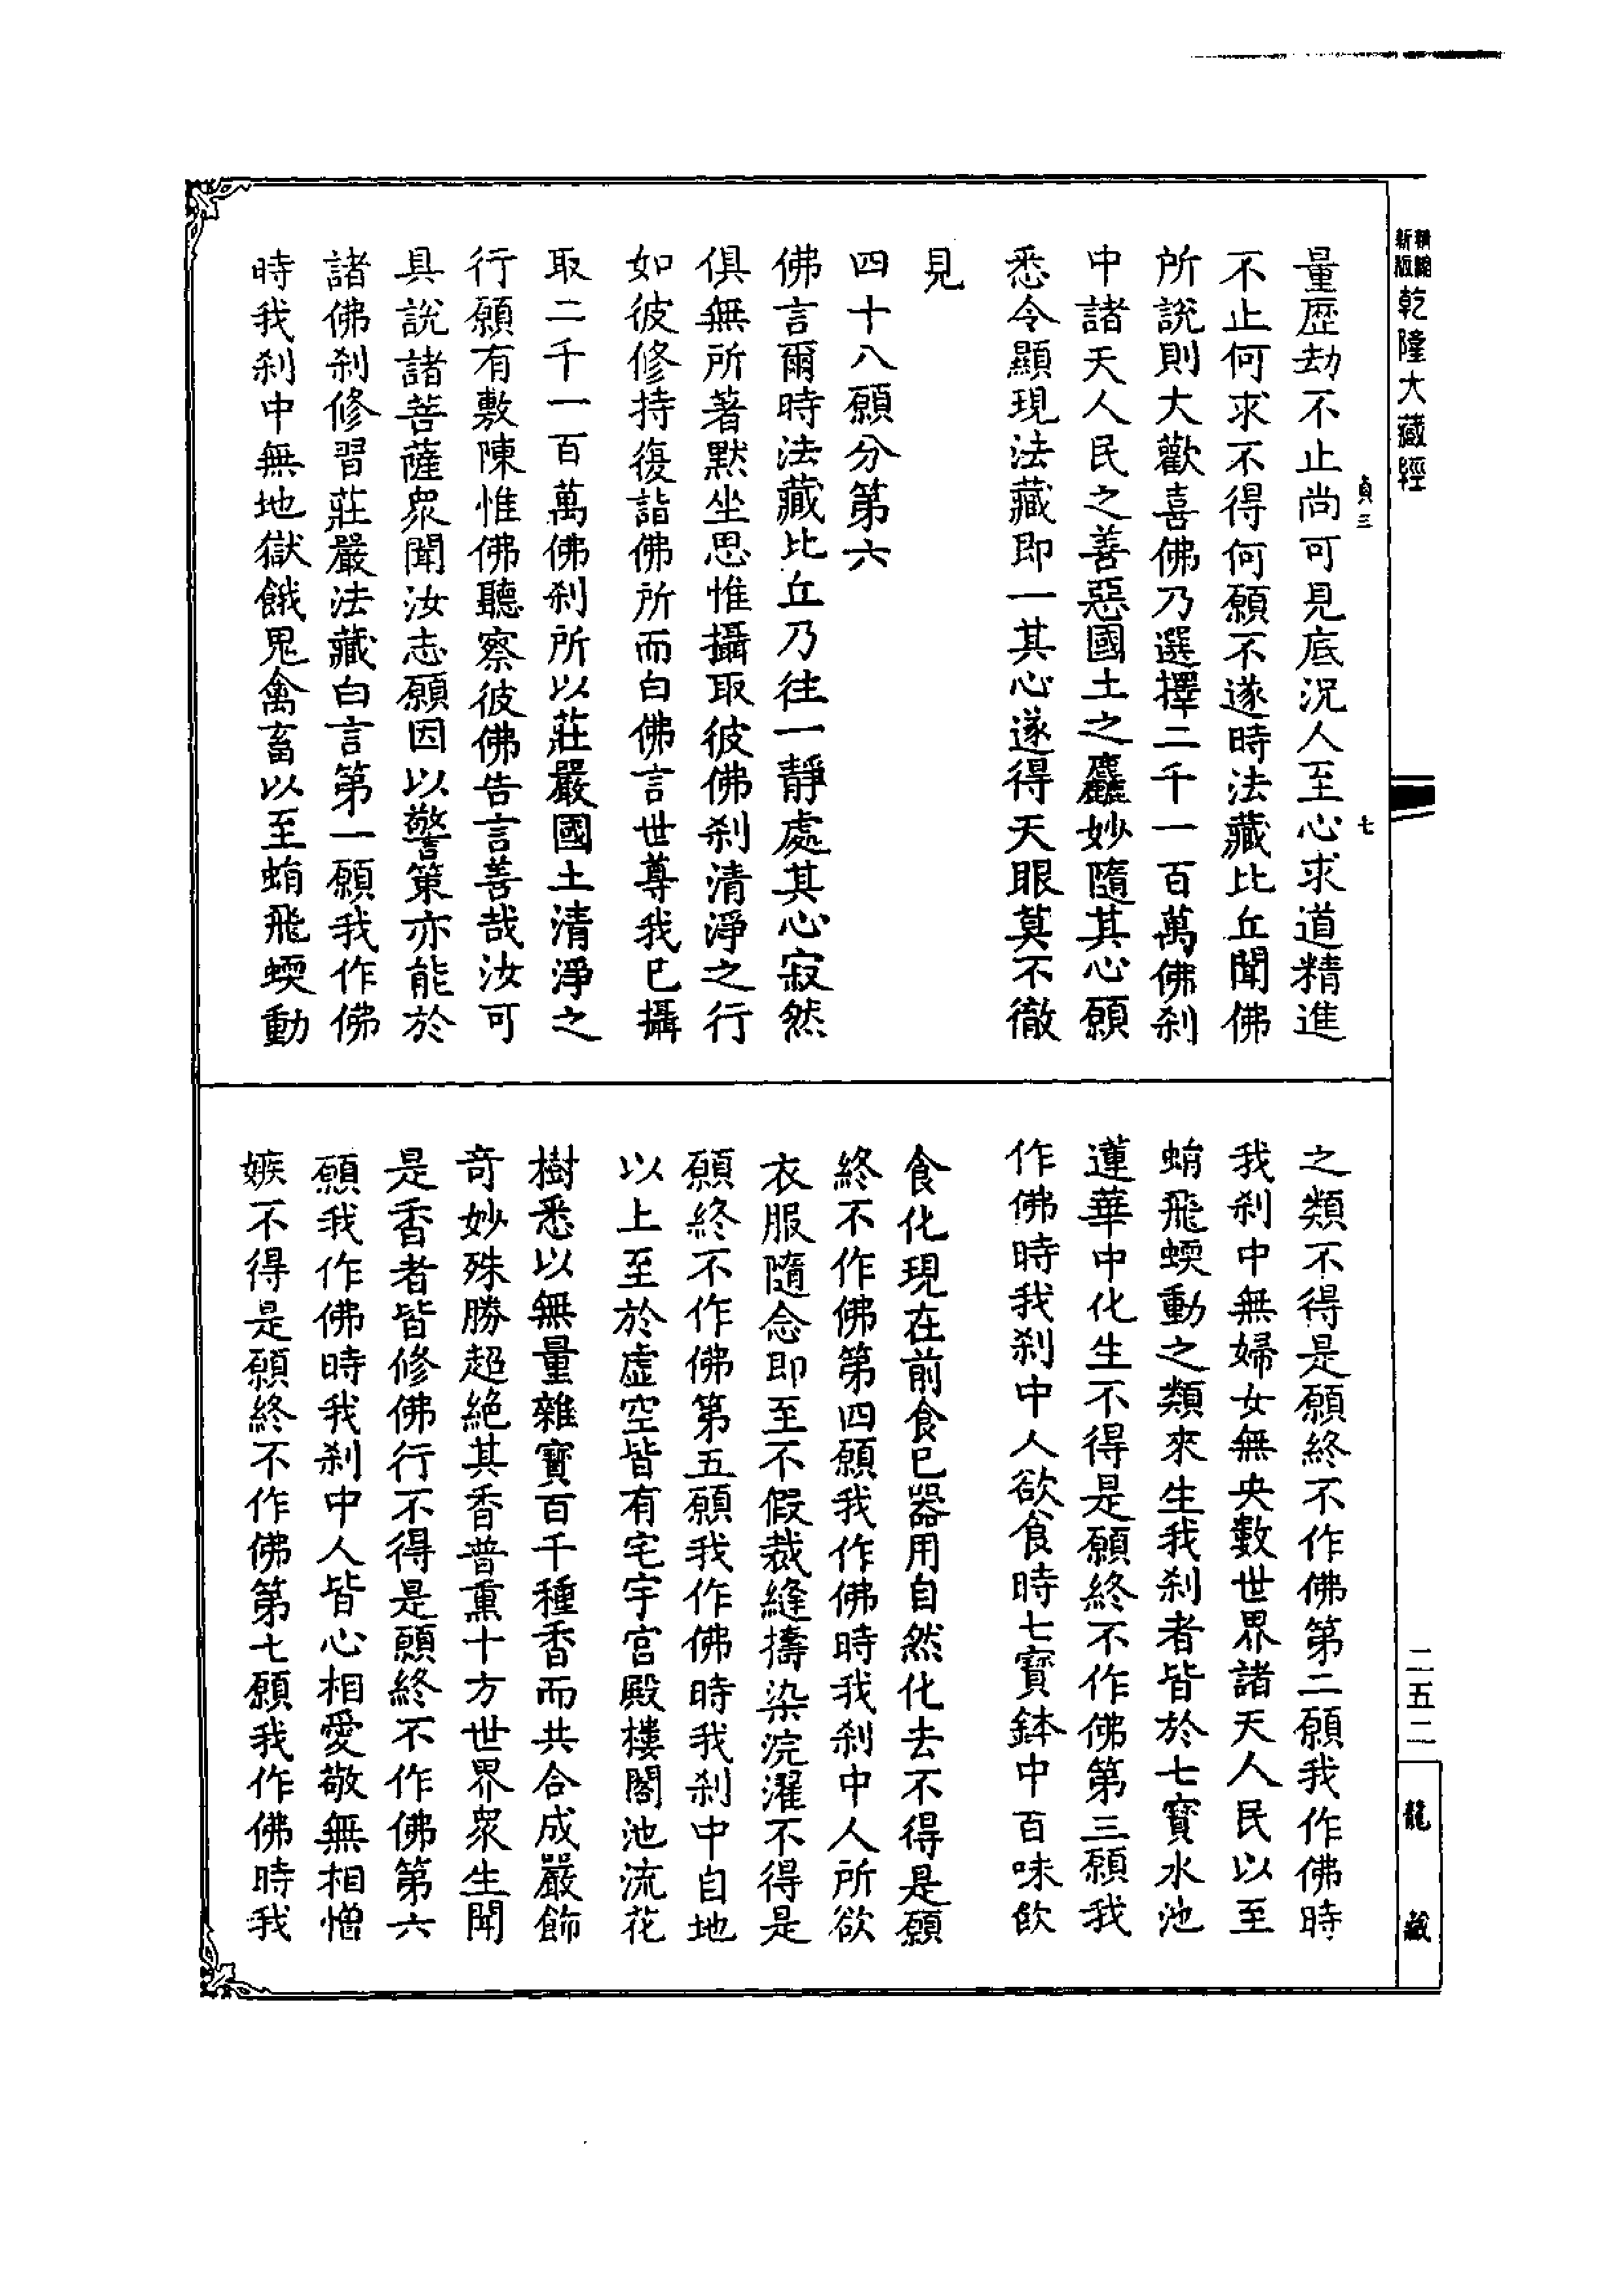 精縮
新版
乾隆大藏經
二五二
龍藏
貞三
七
量歷劫不止尚可見底況人至心求道精進
不止何求不得何願不遂時法藏比丘聞佛
所說則大歡喜佛乃選擇二千一百萬佛刹
中諸天人民之善惡國土之麤妙隨其心願
悉令顯現法藏即一其心遂得天眼莫不徹
見
四十八願分第六
佛言爾時法藏比丘乃往一靜處其心寂然
俱無所著默坐思惟攝取彼佛刹清淨之行
如彼修持復詣佛所而白佛言世尊我已攝
取二千一百萬佛刹所以莊嚴國土清淨之
行願有敷陳惟佛聽察彼佛告言善哉汝可
具說諸菩薩眾聞汝志願因以警策亦能於
諸佛刹修習莊嚴法藏白言第一願我作佛
時我刹中無地獄餓鬼禽畜以至蜎飛蝡動
之類不得是願終不作佛第二願我作佛時
我刹中無婦女無央數世界諸天人民以至
蜎飛蝡動之類來生我刹者皆於七寶水池
蓮華中化生不得是願終不作佛第三願我
作佛時我刹中人欲食時七寶鉢中百味飲
食化現在前食已器用自然化去不得是願
終不作佛第四願我作佛時我刹中人所欲
衣服隨念即至不假裁縫擣染浣濯不得是
願終不作佛第五願我作佛時我刹中自地
以上至於虛空皆有宅宇宮殿樓閣池流花
樹悉以無量雜寶百千種香而共合成嚴飾
奇妙殊勝超絕其香普熏十方世界眾生聞
是香者皆修佛行不得是願終不作佛第六
願我作佛時我刹中人皆心相愛敬無相憎
嫉不得是願終不作佛第七願我作佛時我